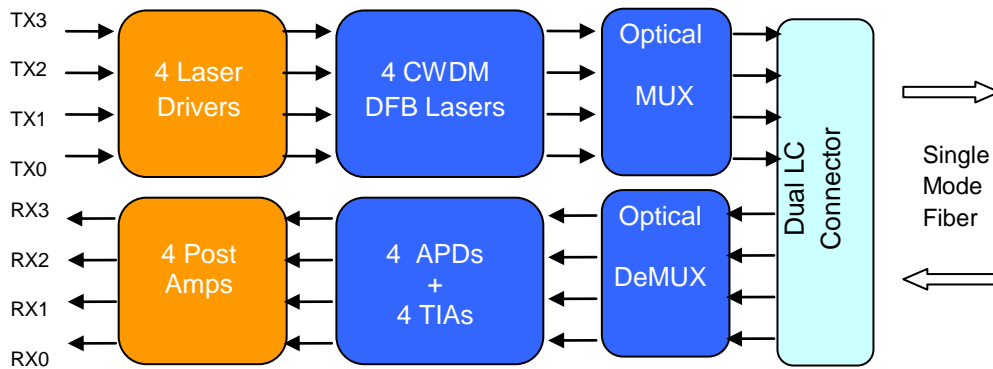 TX3
TX2
TX1
TX0
4 Laser
Drivers
4 CWDM
DFB Lasers
Optical
MUX
Dual LC
Connector
Single
Mode
Fiber
RX3
RX2
RX1
RX0
4 Post
Amps
4 APDs
+
4 TIAs
Optical
DeMUX